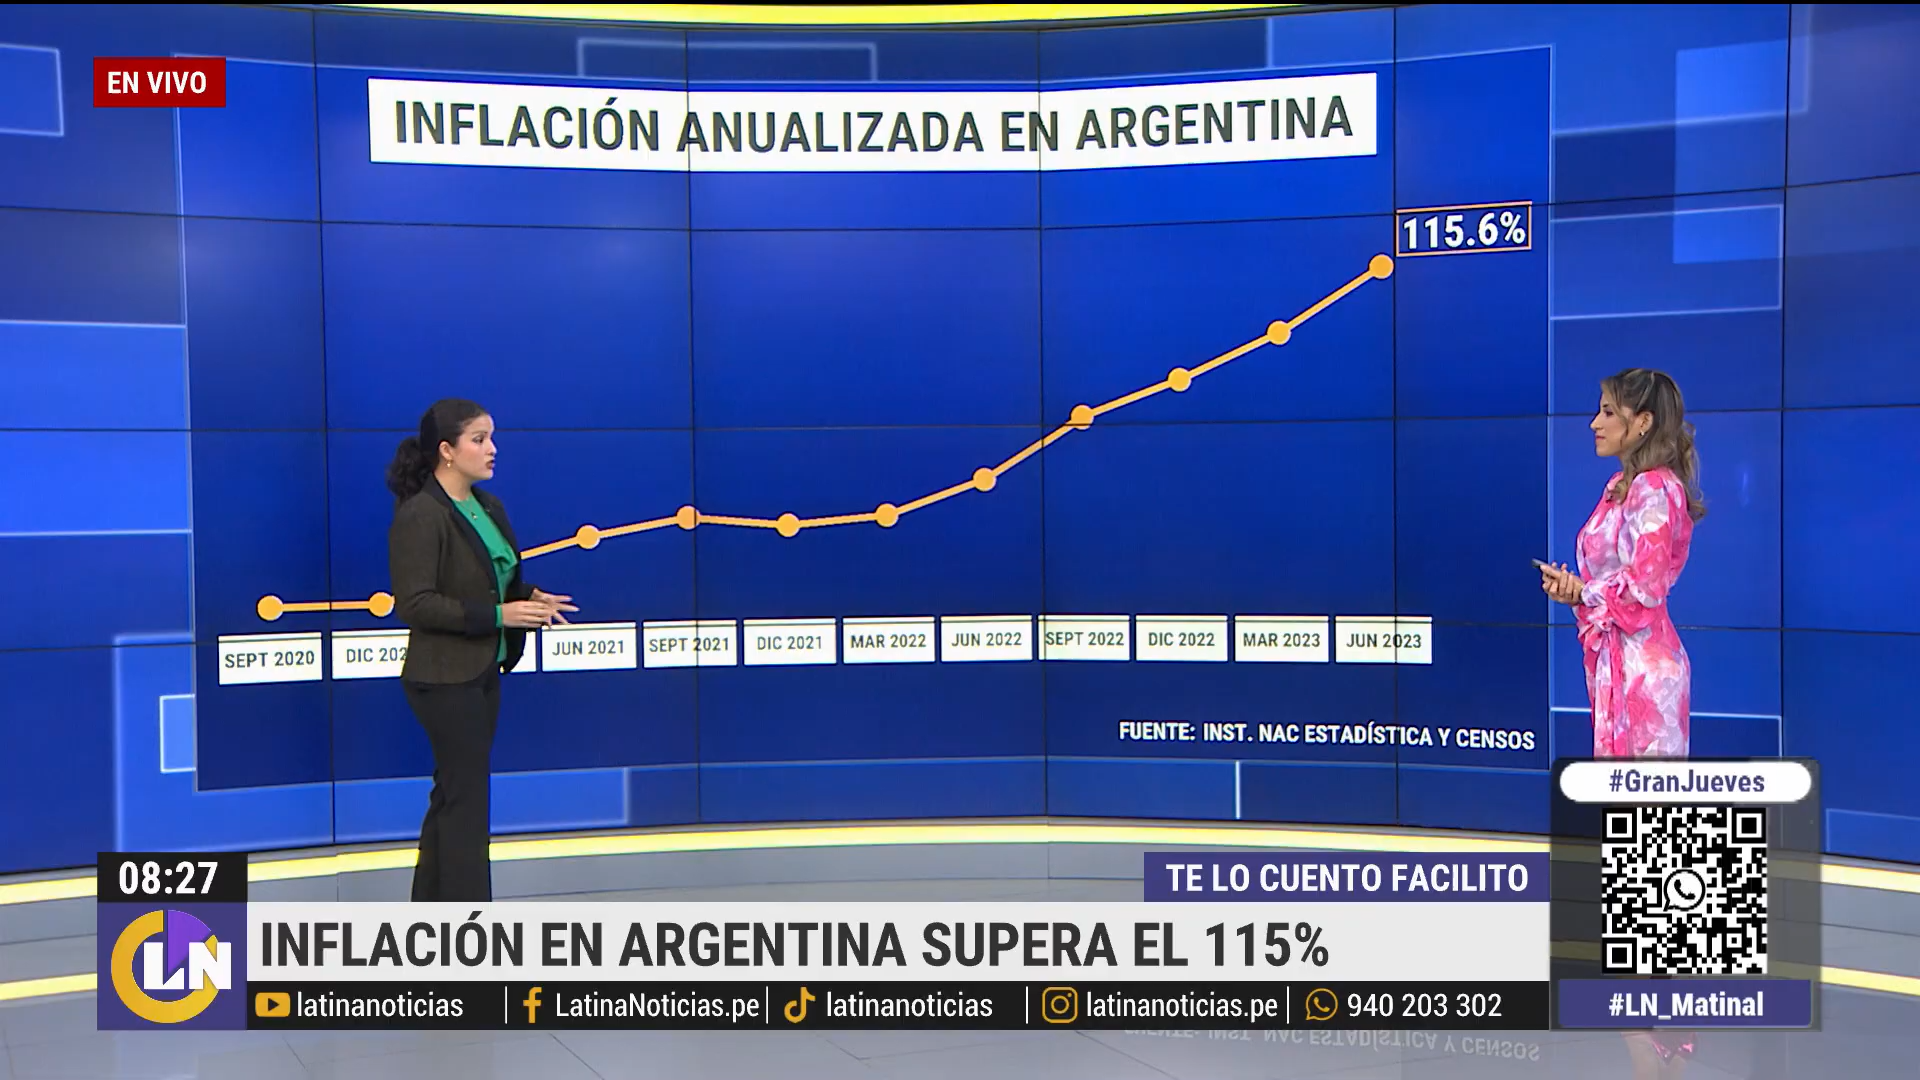 EN VIVO
INFLACIÓN ANUALIZADA EN ARGENTINA
115.6%
SEPT 2020
DIC 202
JUN 2021
SEPT 2021
DIC 2021
MAR 2022
JUN 2022
SEPT 2022
DIC 2022
MAR 2023
JUN 2023
FUENTE: INST. NAC ESTADÍSTICA Y CENSOS
#GranJueves
08:27
TE LO CUENTO FACILITO
LN
INFLACIÓN EN ARGENTINA SUPERA EL 115%
latinanoticias
LatinaNoticias.pe
latinanoticias
latinanoticias.pe
940 203 302
#LN_Matinal